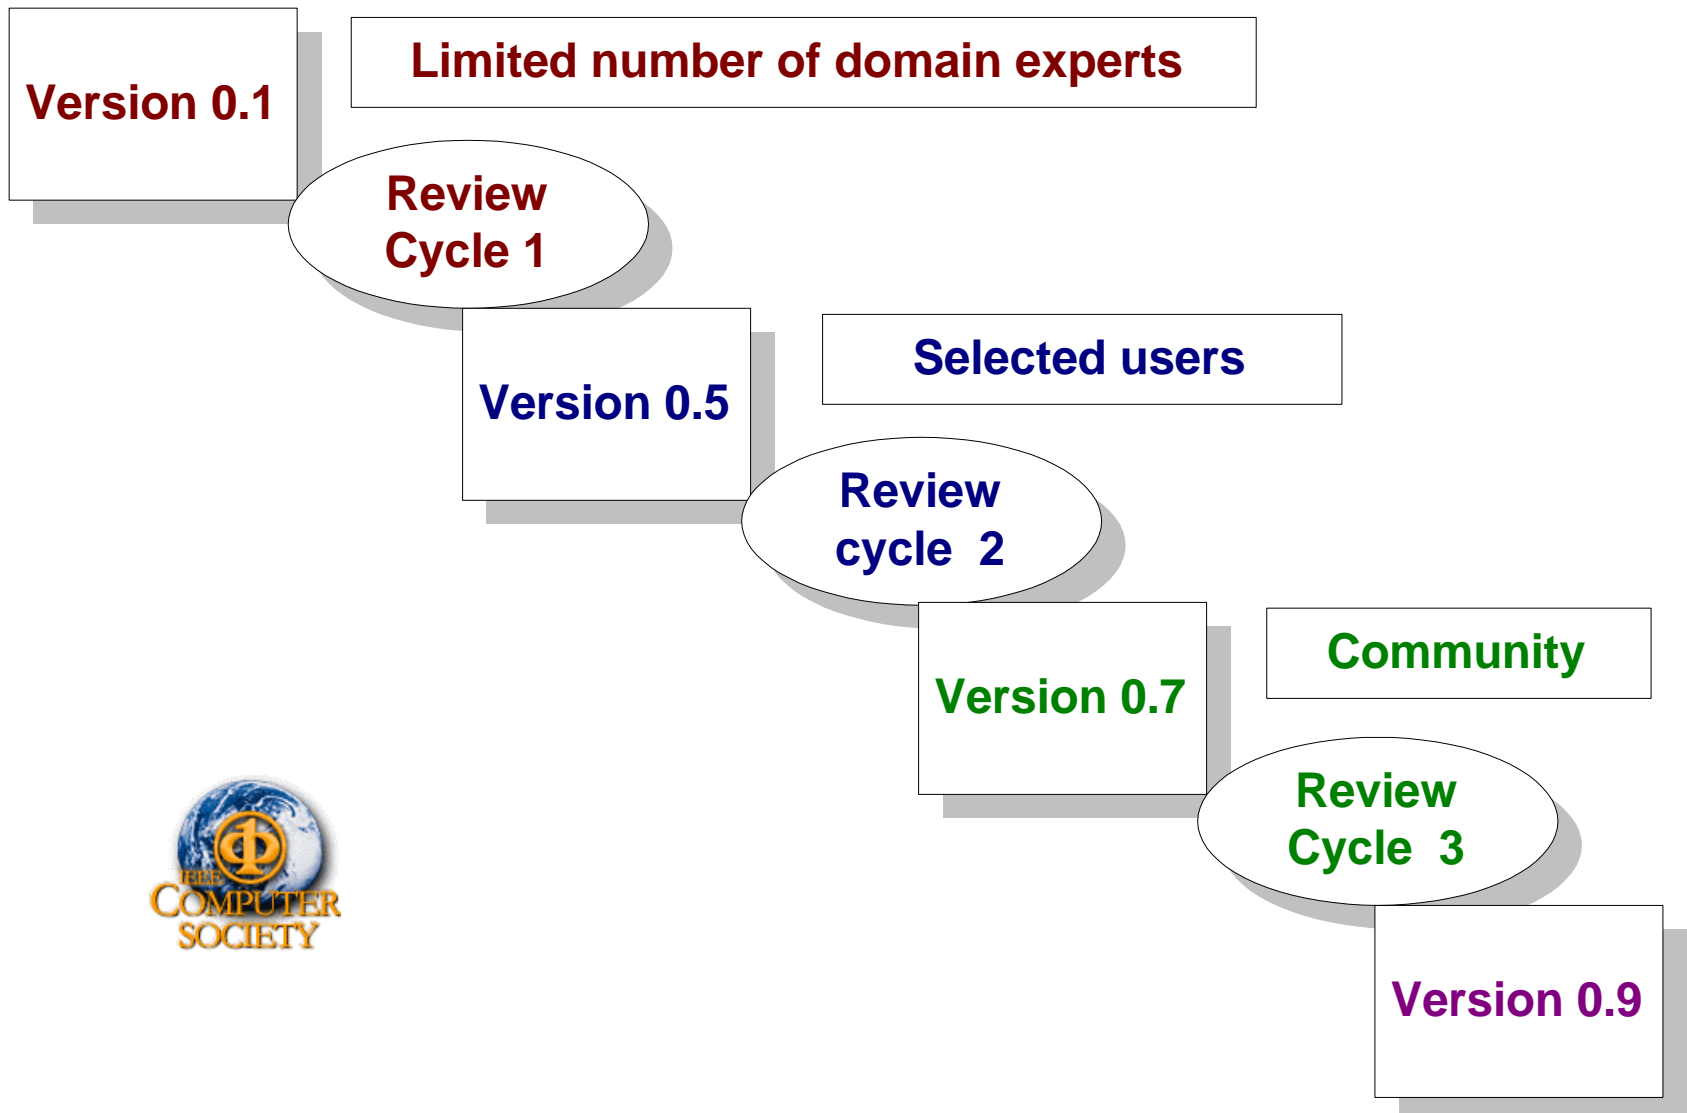 Limited number of domain experts
Version 0.1
Review
Cycle 1
Selected users
Version 0.5
Review
cycle  2
Community
Version 0.7
Review
Cycle  3
IEEE
COMPUTER
SOCIETY
Version 0.9